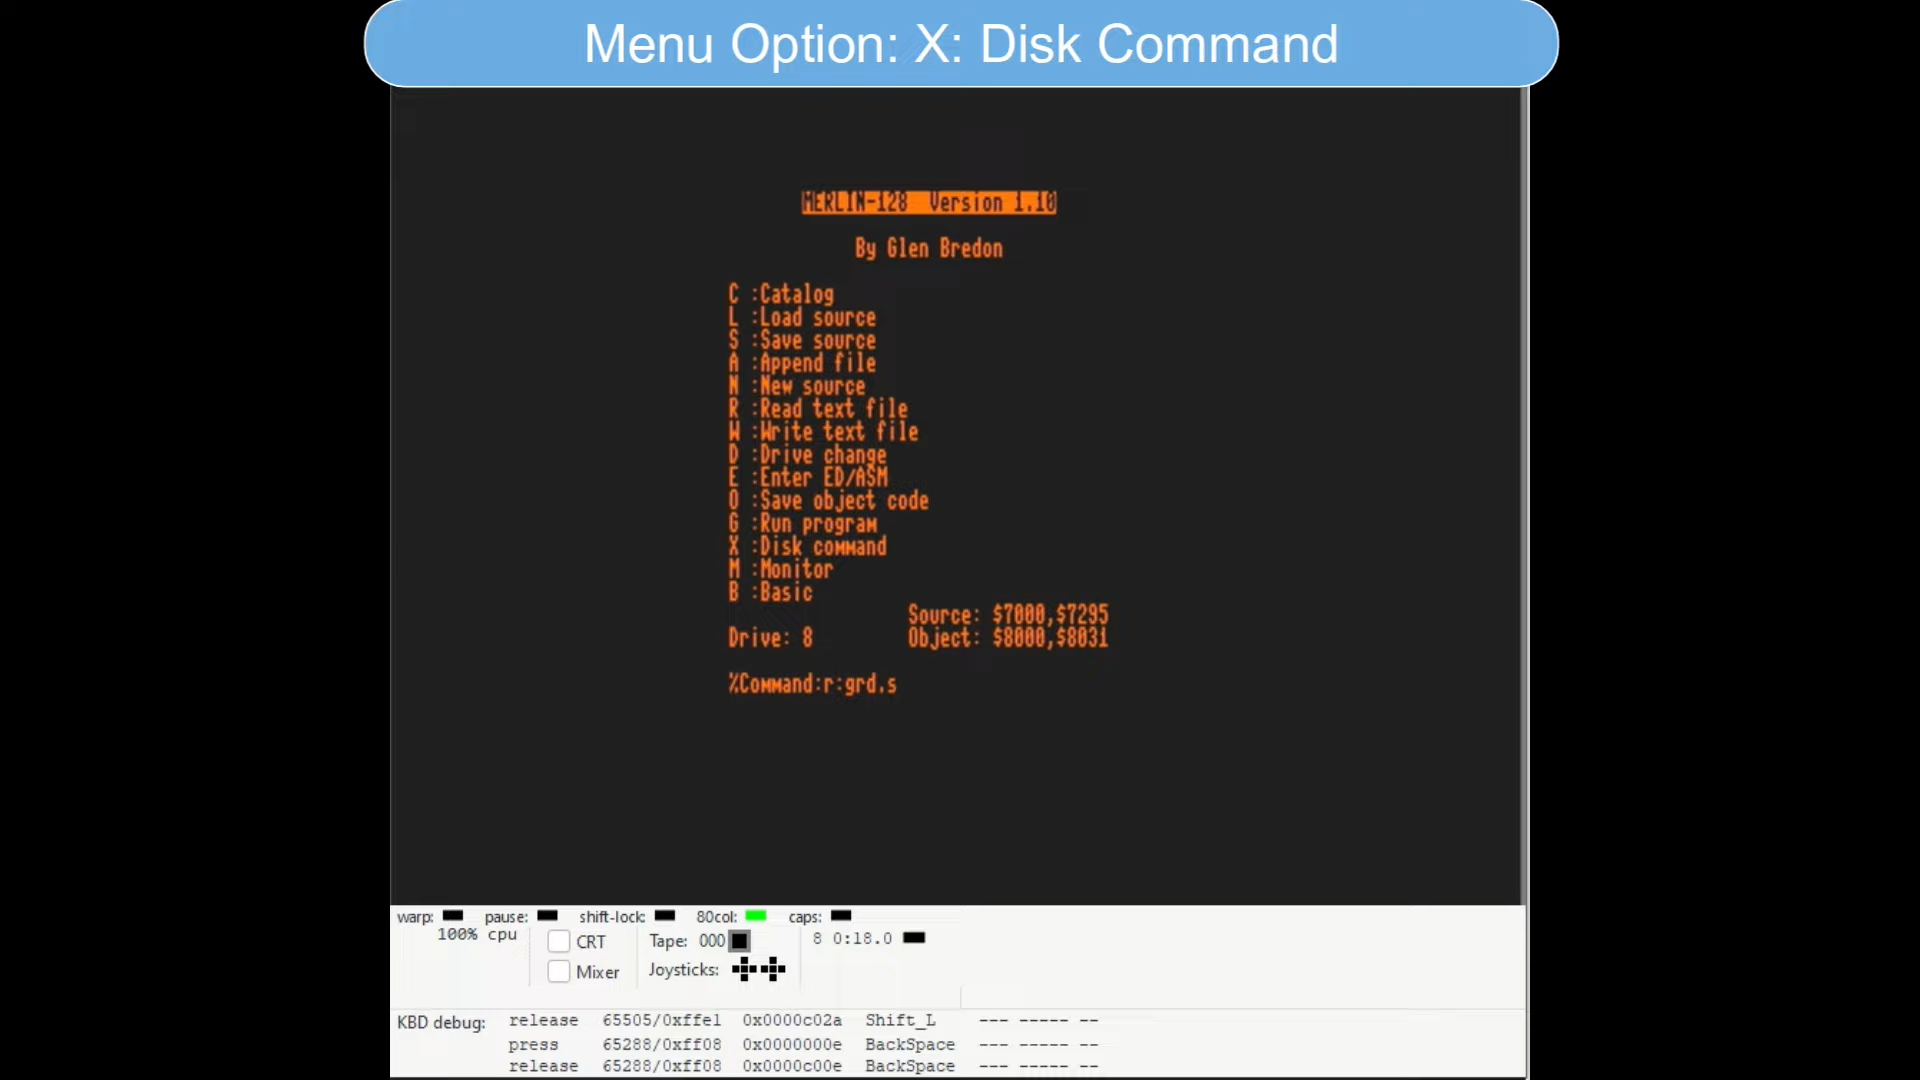 Menu Option: X: Disk Command
MERLIN-128 Version 1.10
By Glen Bredon
C :Catalog
L :Load source
S :Save source
A :Append file
N :New source
R :Read text file
W :Write text file
D :Drive change
E :Enter ED/ASM
O :Save object code
G :Run program
X :Disk command
M :Monitor
B :Basic
Source: $7000,$7295
Drive: 8 Object: $8000,$8031
%Command:r:grd.s
warp: pause: shift-lock: 80col: caps:
100% cpu CRT Tape: 000 8 0:18.0
Mixer Joysticks:
KBD debug: release 65505/0xffe1 0x0000c02a Shift_L --- ----- --
press 65288/0xff08 0x0000000e BackSpace --- ----- --
release 65288/0xff08 0x0000c00e BackSpace --- ----- --